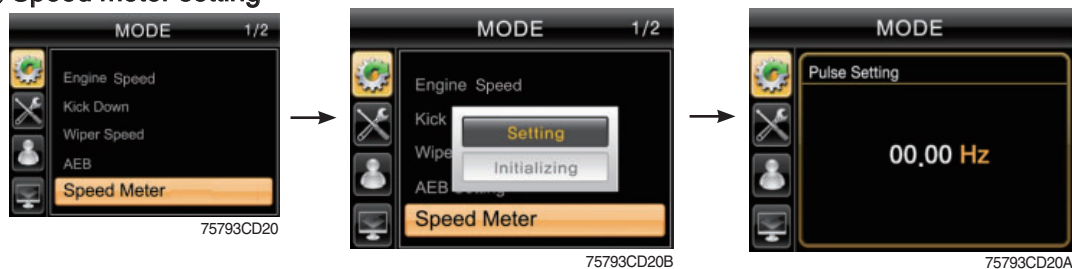 Speed Meter setting
MODE 1/2
Engine Speed
Kick Down
Wiper Speed
AEB
Speed Meter
75793CD20
MODE 1/2
Engine Speed
Kick
Setting
Wipe
Initializing
AEB
Speed Meter
75793CD20B
MODE
Pulse Setting
00.00 Hz
75793CD20A